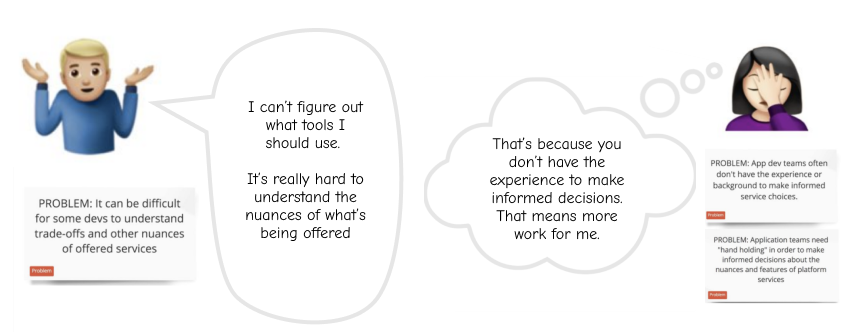 I can't figure out
what tools I
should use.
It's really hard to
understand the
nuances of what's
being offered
That's because you
don't have the
experience to make
informed decisions.
That means more
work for me.
PROBLEM: It can be difficult
for some devs to understand
trade-offs and other nuances
of offered services
Problem
PROBLEM: App dev teams often
don't have the experience or
background to make informed
service choices.
Problem
PROBLEM: Application teams need
"hand holding" in order to make
informed decisions about the
nuances and features of platform
services
Problem